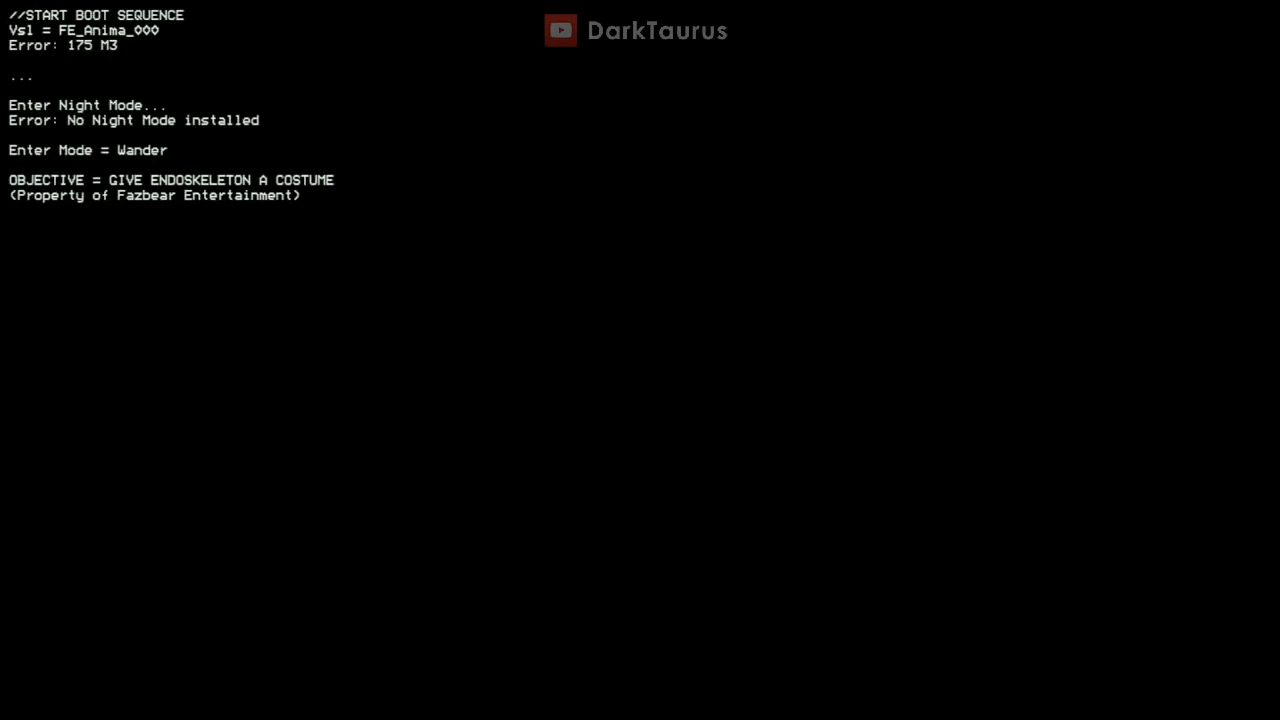 //START BOOT SEQUENCE
Vsl = FE_Anima_000
Error: 175 M3
...
Enter Night Mode...
Error: No Night Mode installed
Enter Mode = Wander
OBJECTIVE = GIVE ENDOSKELETON A COSTUME
(Property of Fazbear Entertainment)
DarkTaurus